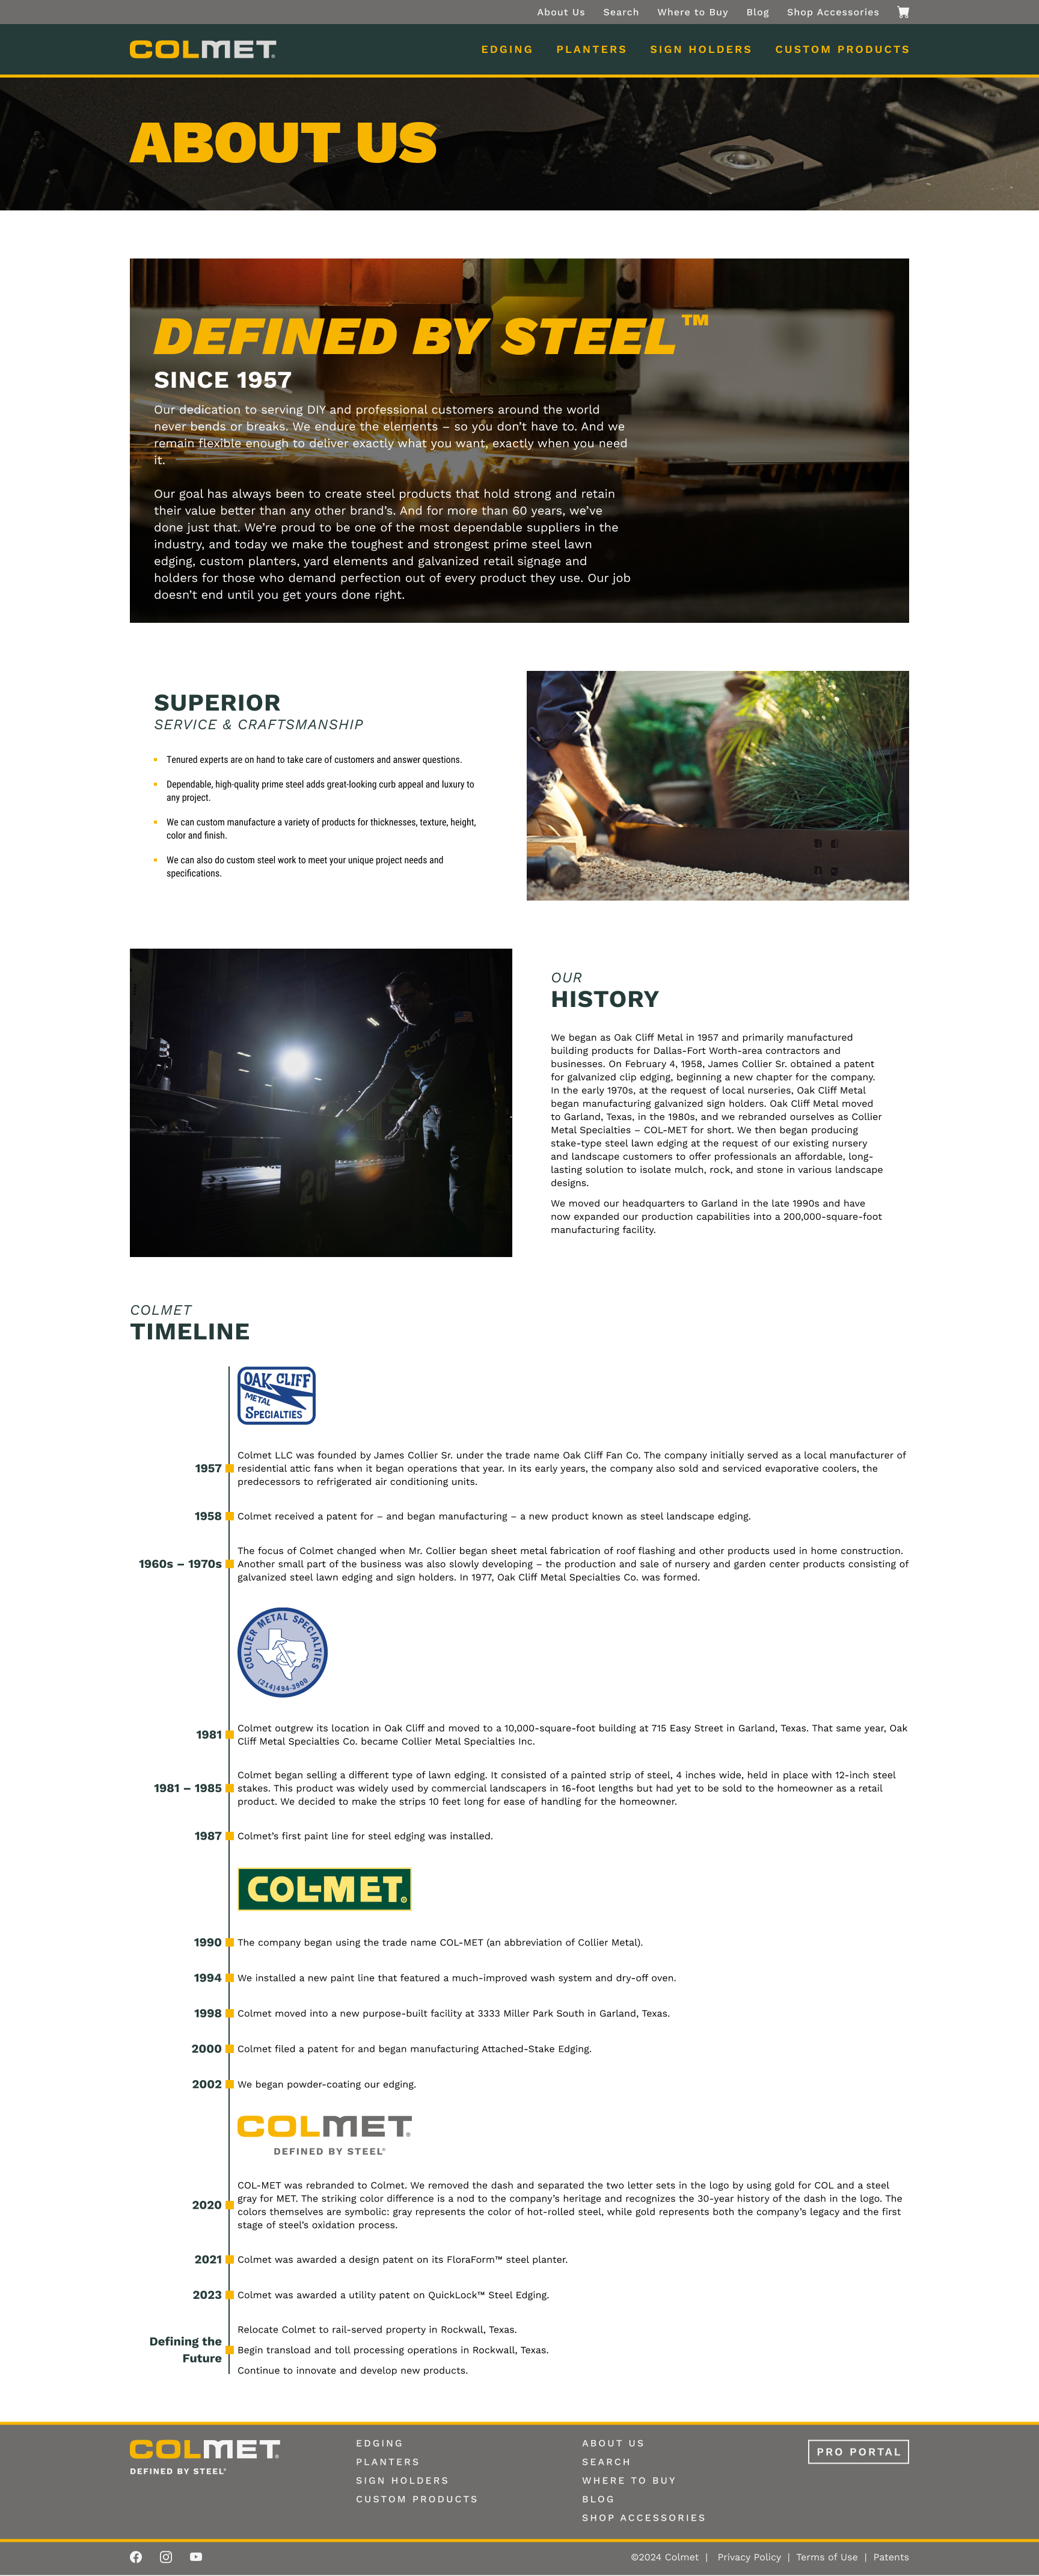 About Us Search Where to Buy Blog Shop Accessories
COLMET®
EDGING PLANTERS SIGN HOLDERS CUSTOM PRODUCTS
ABOUT US
DEFINED BY STEEL™
SINCE 1957
Our dedication to serving DIY and professional customers around the world
never bends or breaks. We endure the elements – so you don’t have to. And we
remain flexible enough to deliver exactly what you want, exactly when you need
it.
Our goal has always been to create steel products that hold strong and retain
their value better than any other brand’s. And for more than 60 years, we’ve
done just that. We’re proud to be one of the most dependable suppliers in the
industry, and today we make the toughest and strongest prime steel lawn
edging, custom planters, yard elements and galvanized retail signage and
holders for those who demand perfection out of every product they use. Our job
doesn’t end until you get yours done right.
SUPERIOR
SERVICE & CRAFTSMANSHIP
Tenured experts are on hand to take care of customers and answer questions.
Dependable, high-quality prime steel adds great-looking curb appeal and luxury to
any project.
We can custom manufacture a variety of products for thicknesses, texture, height,
color and finish.
We can also do custom steel work to meet your unique project needs and
specifications.
COLMET
OUR
HISTORY
We began as Oak Cliff Metal in 1957 and primarily manufactured
building products for Dallas-Fort Worth-area contractors and
businesses. On February 4, 1958, James Collier Sr. obtained a patent
for galvanized clip edging, beginning a new chapter for the company.
In the early 1970s, at the request of local nurseries, Oak Cliff Metal
began manufacturing galvanized sign holders. Oak Cliff Metal moved
to Garland, Texas, in the 1980s, and we rebranded ourselves as Collier
Metal Specialties – COL-MET for short. We then began producing
stake-type steel lawn edging at the request of our existing nursery
and landscape customers to offer professionals an affordable, long-
lasting solution to isolate mulch, rock, and stone in various landscape
designs.
We moved our headquarters to Garland in the late 1990s and have
now expanded our production capabilities into a 200,000-square-foot
manufacturing facility.
COLMET
TIMELINE
OAK CLIFF
METAL
SPECIALTIES
1957
Colmet LLC was founded by James Collier Sr. under the trade name Oak Cliff Fan Co. The company initially served as a local manufacturer of
residential attic fans when it began operations that year. In its early years, the company also sold and serviced evaporative coolers, the
predecessors to refrigerated air conditioning units.
1958
Colmet received a patent for – and began manufacturing – a new product known as steel landscape edging.
1960s – 1970s
The focus of Colmet changed when Mr. Collier began sheet metal fabrication of roof flashing and other products used in home construction.
Another small part of the business was also slowly developing – the production and sale of nursery and garden center products consisting of
galvanized steel lawn edging and sign holders. In 1977, Oak Cliff Metal Specialties Co. was formed.
COLLIER METAL SPECIALTIES
(214)494-3900
1981
Colmet outgrew its location in Oak Cliff and moved to a 10,000-square-foot building at 715 Easy Street in Garland, Texas. That same year, Oak
Cliff Metal Specialties Co. became Collier Metal Specialties Inc.
1981 – 1985
Colmet began selling a different type of lawn edging. It consisted of a painted strip of steel, 4 inches wide, held in place with 12-inch steel
stakes. This product was widely used by commercial landscapers in 16-foot lengths but had yet to be sold to the homeowner as a retail
product. We decided to make the strips 10 feet long for ease of handling for the homeowner.
1987
Colmet’s first paint line for steel edging was installed.
COL-MET®
1990
The company began using the trade name COL-MET (an abbreviation of Collier Metal).
1994
We installed a new paint line that featured a much-improved wash system and dry-off oven.
1998
Colmet moved into a new purpose-built facility at 3333 Miller Park South in Garland, Texas.
2000
Colmet filed a patent for and began manufacturing Attached-Stake Edging.
2002
We began powder-coating our edging.
COLMET®
DEFINED BY STEEL®
2020
COL-MET was rebranded to Colmet. We removed the dash and separated the two letter sets in the logo by using gold for COL and a steel
gray for MET. The striking color difference is a nod to the company’s heritage and recognizes the 30-year history of the dash in the logo. The
colors themselves are symbolic: gray represents the color of hot-rolled steel, while gold represents both the company’s legacy and the first
stage of steel’s oxidation process.
2021
Colmet was awarded a design patent on its FloraForm™ steel planter.
2023
Colmet was awarded a utility patent on QuickLock™ Steel Edging.
Defining the
Future
Relocate Colmet to rail-served property in Rockwall, Texas.
Begin transload and toll processing operations in Rockwall, Texas.
Continue to innovate and develop new products.
COLMET®
DEFINED BY STEEL®
EDGING
PLANTERS
SIGN HOLDERS
CUSTOM PRODUCTS
ABOUT US
SEARCH
WHERE TO BUY
BLOG
SHOP ACCESSORIES
PRO PORTAL
©2024 Colmet | Privacy Policy | Terms of Use | Patents